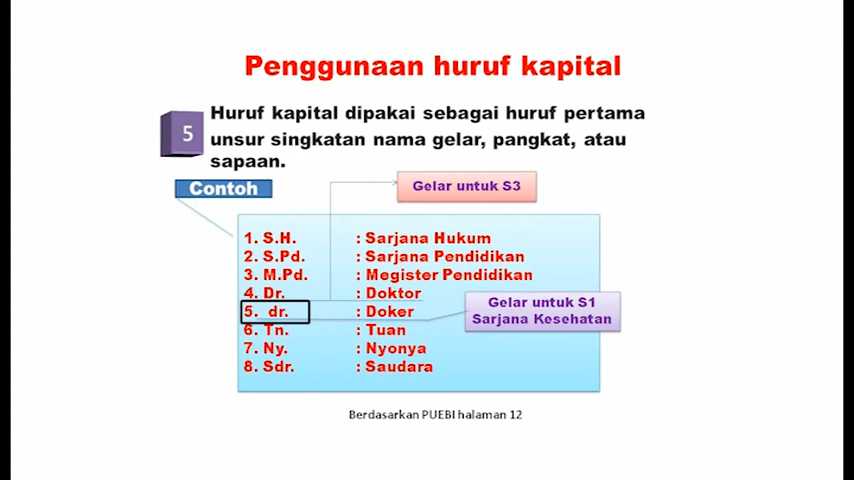 Penggunaan huruf kapital
5
Huruf kapital dipakai sebagai huruf pertama
unsur singkatan nama gelar, pangkat, atau
sapaan.
Contoh
Gelar untuk S3
1. S.H. : Sarjana Hukum
2. S.Pd. : Sarjana Pendidikan
3. M.Pd. : Megister Pendidikan
4. Dr. : Doktor
5. dr. : Doker
6. Tn. : Tuan
7. Ny. : Nyonya
8. Sdr. : Saudara
Gelar untuk S1
Sarjana Kesehatan
Berdasarkan PUEBI halaman 12